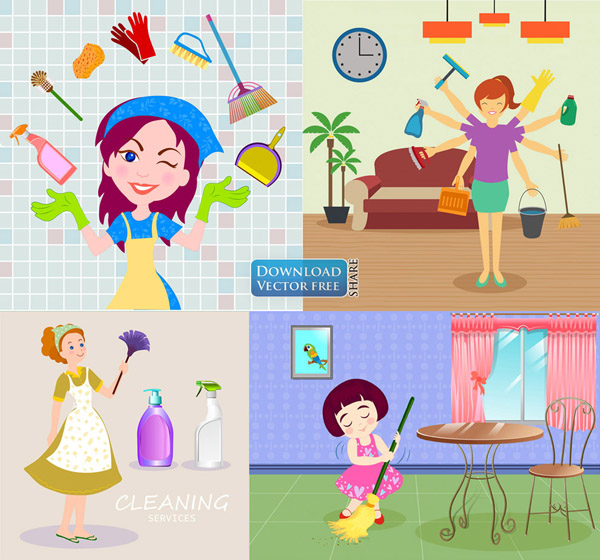 DOWNLOAD
VECTOR FREE
SHARE
CLEANING
SERVICES